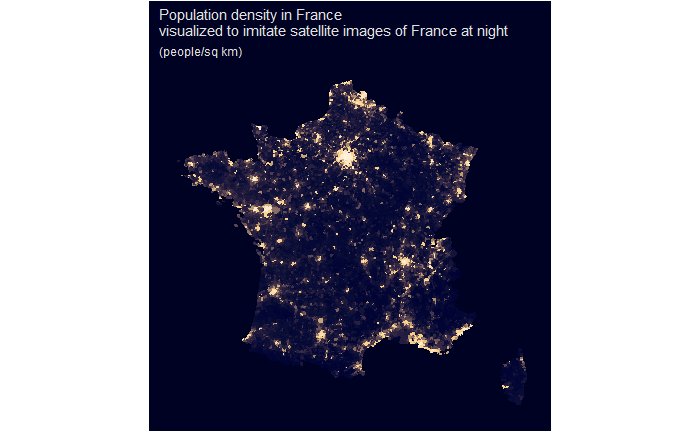 Population density in France
visualized to imitate satellite images of France at night
(people/sq km)